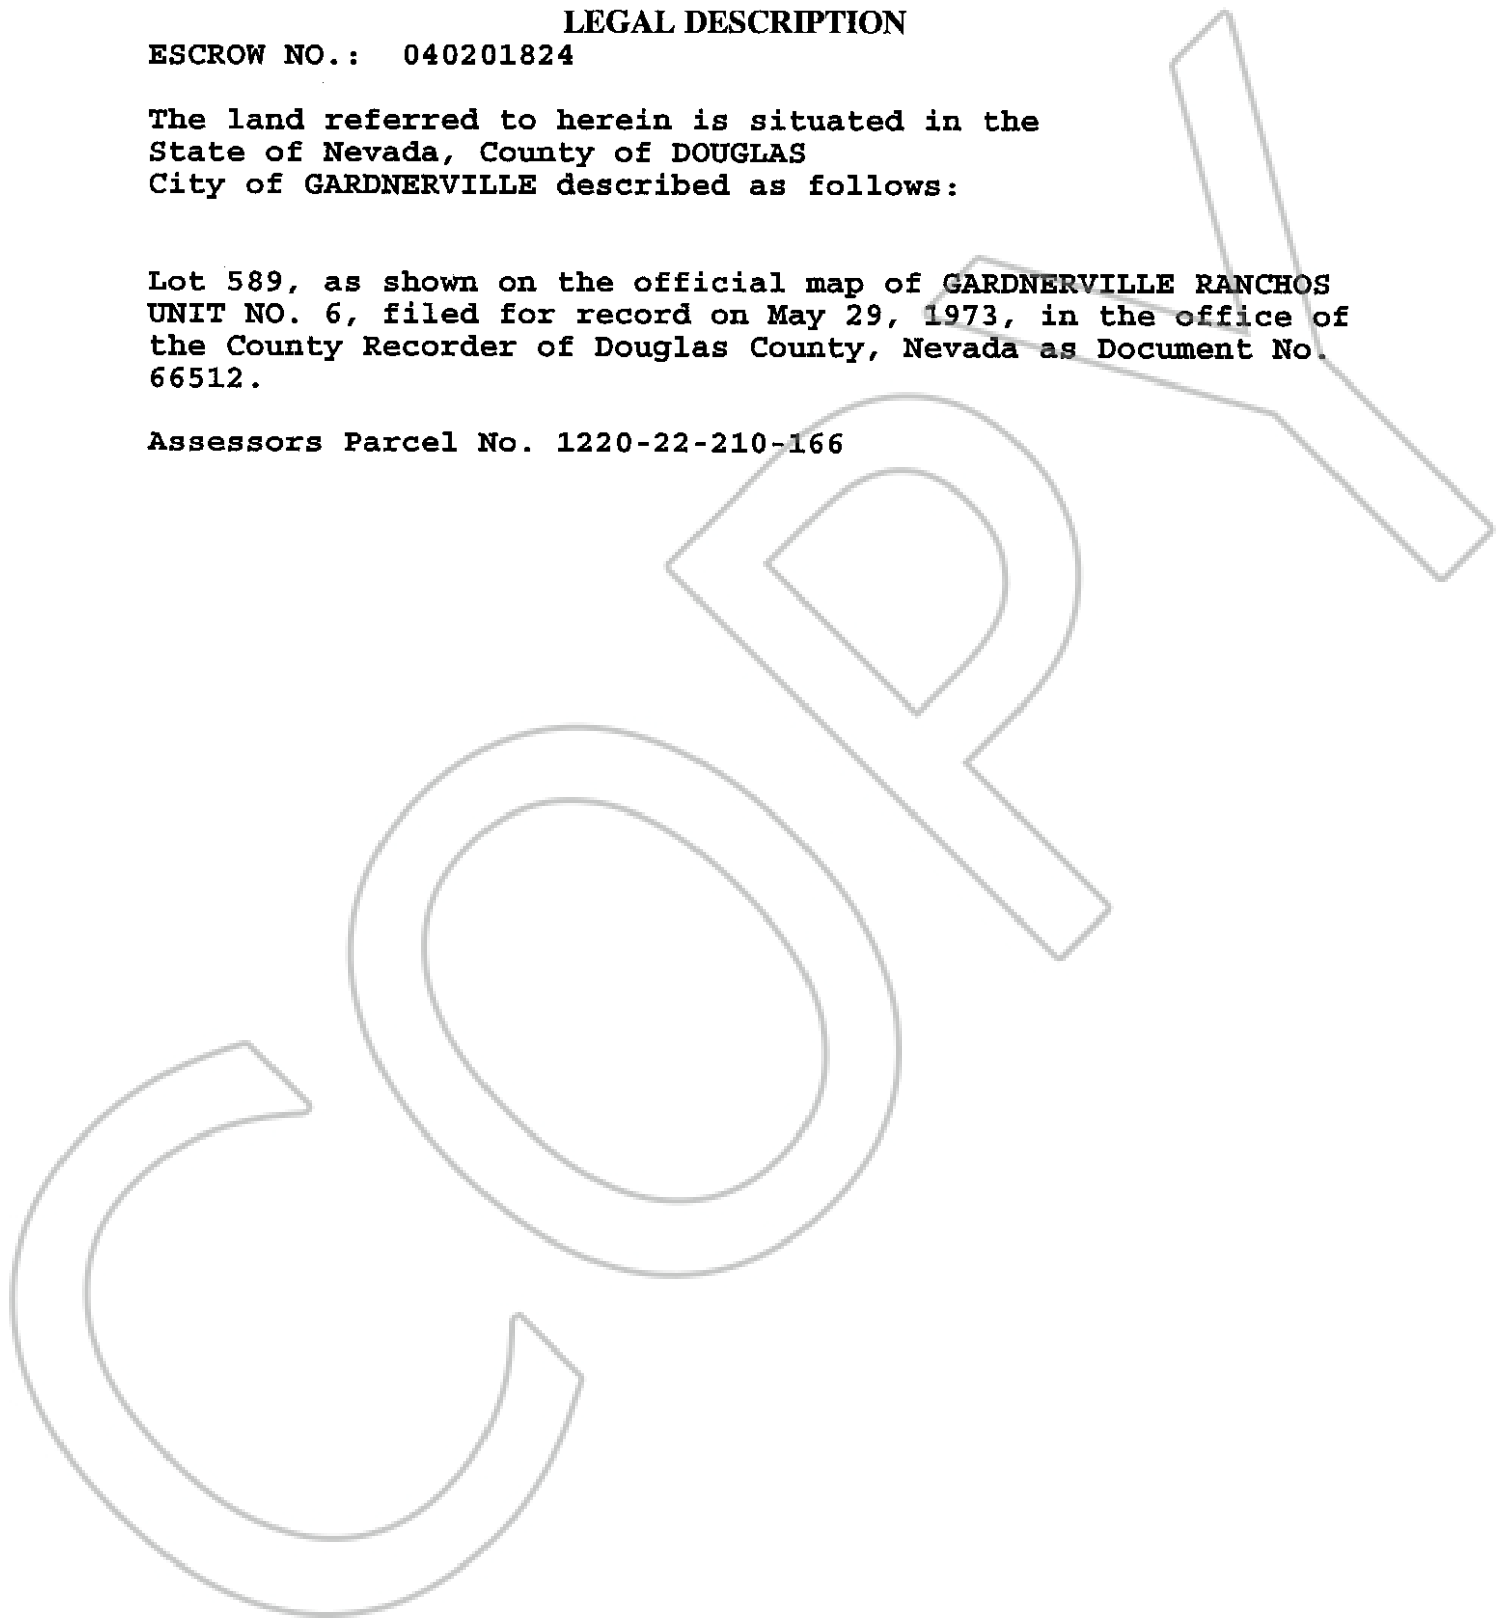 LEGAL DESCRIPTION
ESCROW NO.: 040201824
The land referred to herein is situated in the
State of Nevada, County of DOUGLAS
City of GARDNERVILLE described as follows:
Lot 589, as shown on the official map of GARDNERVILLE RANCHOS
UNIT NO. 6, filed for record on May 29, 1973, in the office of
the County Recorder of Douglas County, Nevada as Document No.
66512.
Assessors Parcel No. 1220-22-210-166
COPY